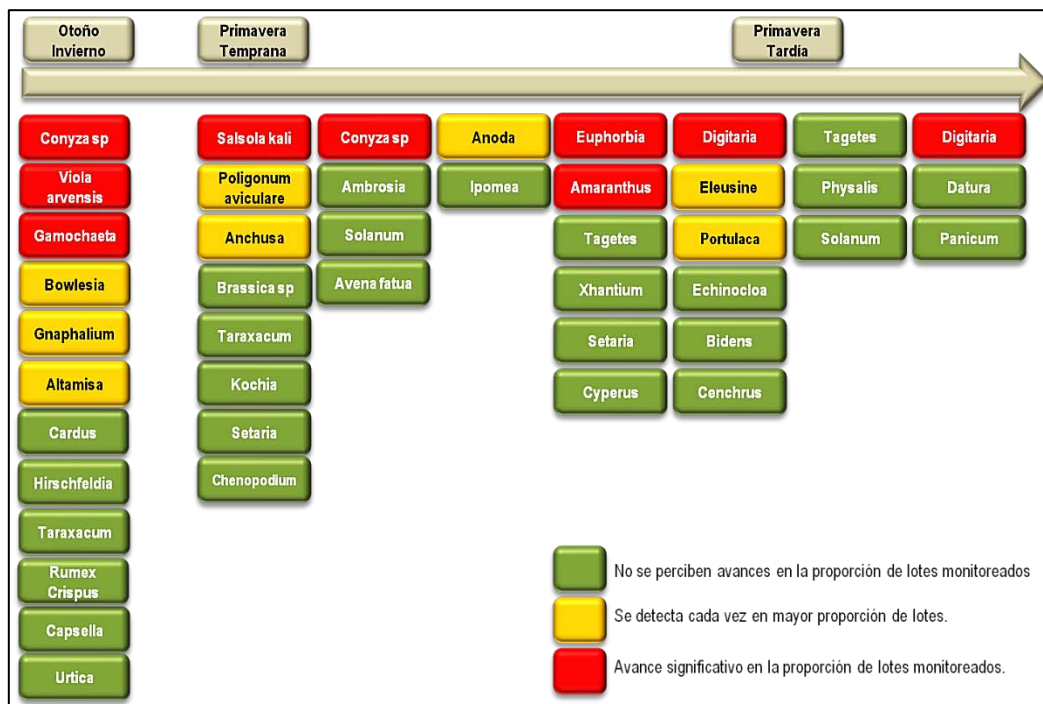 Otoño
Invierno
Primavera
Temprana
Primavera
Tardía
Conyza sp
Viola
arvensis
Gamochaeta
Bowlesia
Gnaphalium
Altamisa
Cardus
Hirschfeldia
Taraxacum
Rumex
Crispus
Capsella
Urtica
Salsola kali
Poligonum
aviculare
Anchusa
Brassica sp
Taraxacum
Kochia
Setaria
Chenopodium
Conyza sp
Ambrosia
Solanum
Avena fatua
Anoda
Ipomea
Euphorbia
Amaranthus
Tagetes
Xhantium
Setaria
Cyperus
Digitaria
Eleusine
Portulaca
Echinocloa
Bidens
Cenchrus
Tagetes
Physalis
Solanum
Digitaria
Datura
Panicum
No se perciben avances en la proporción de lotes monitoreados
Se detecta cada vez en mayor proporción de lotes.
Avance significativo en la proporción de lotes monitoreados.